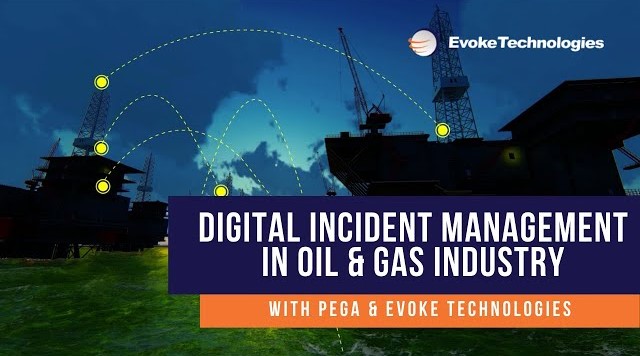 EvokeTechnologies
DIGITAL INCIDENT MANAGEMENT
IN OIL & GAS INDUSTRY
WITH PEGA & EVOKE TECHNOLOGIES